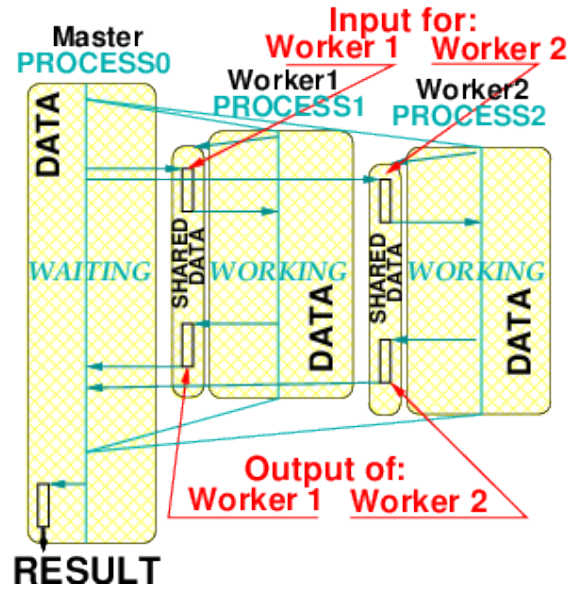 Input for:
Worker 1 Worker 2
Master
PROCESS0
Worker1
PROCESS1
Worker2
PROCESS2
DATA
WAITING
SHARED
DATA
WORKING
DATA
SHARED
DATA
WORKING
DATA
Output of:
Worker 1 Worker 2
RESULT